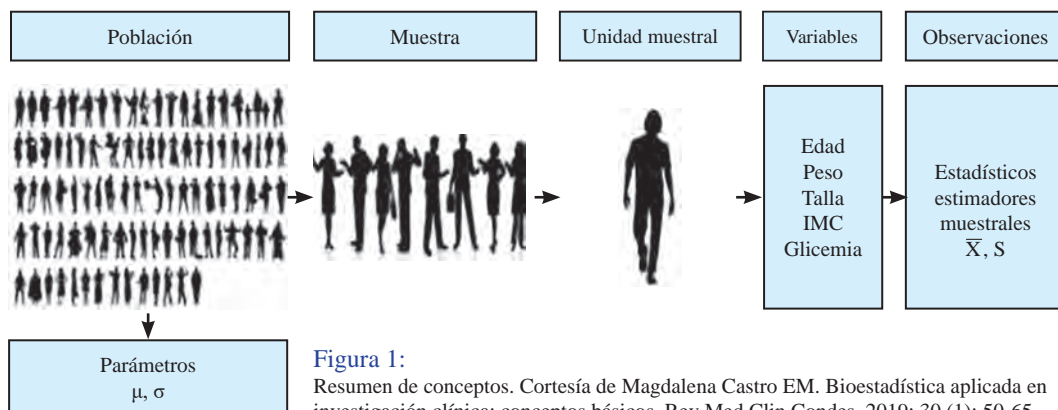 Población
Muestra
Unidad muestral
Variables
Observaciones
Edad
Peso
Talla
IMC
Glicemia
Estadísticos
estimadores
muestrales
X̅, S
Parámetros
μ, σ
Figura 1:
Resumen de conceptos. Cortesía de Magdalena Castro EM. Bioestadística aplicada en
investigación clínica: conceptos básicos. Rev Med Clin Condes. 2019; 30 (1): 50-65.